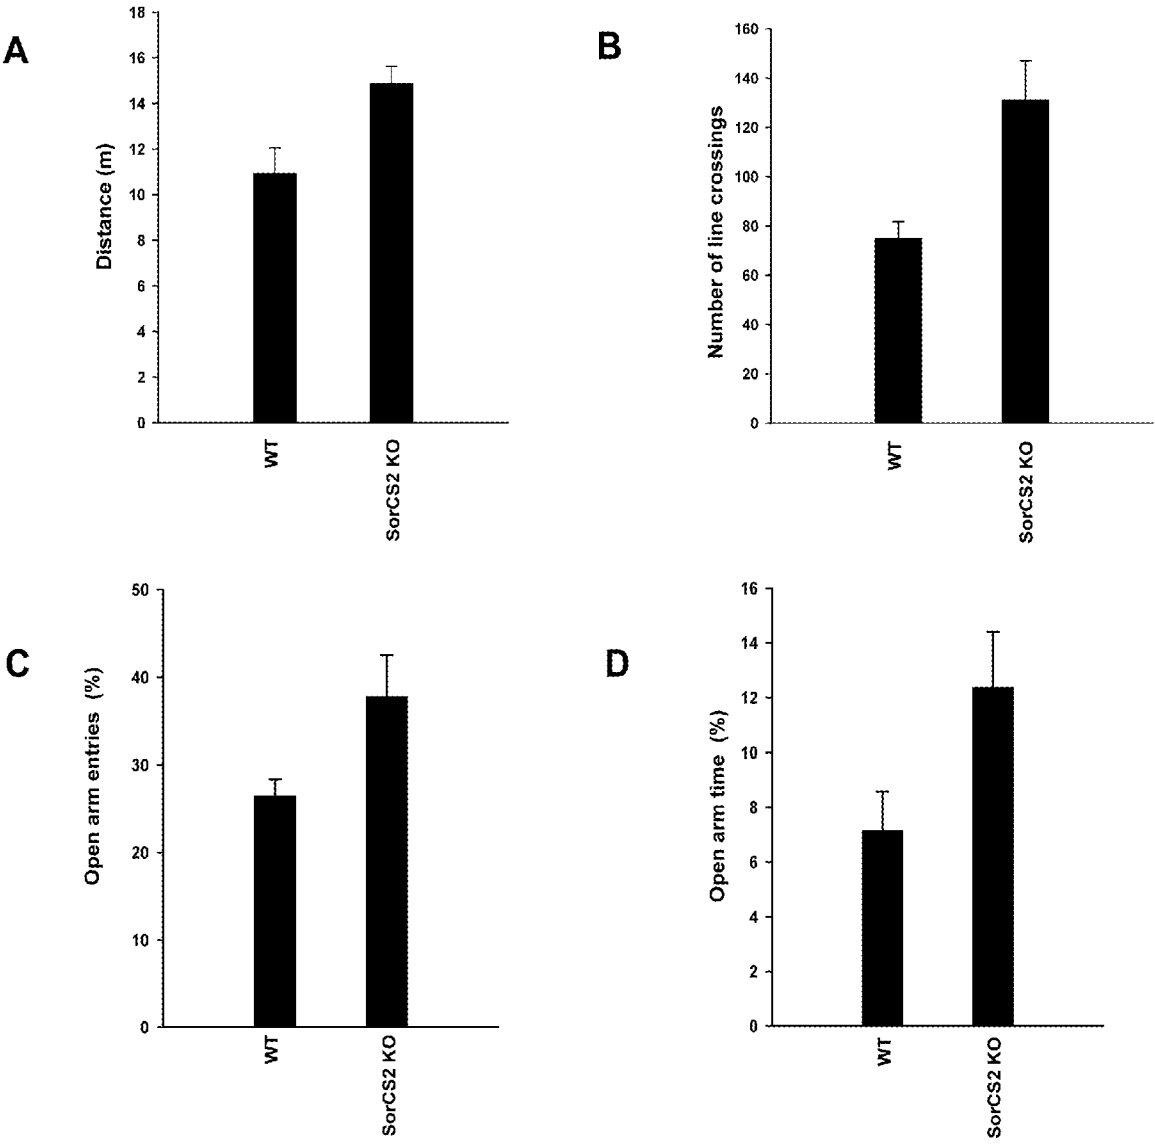 A
Distance (m)
18
16
14
12
10
8
6
4
2
0
WT
SorCS2 KO
B
Number of line crossings
160
140
120
100
80
60
40
20
0
WT
SorCS2 KO
C
Open arm entries (%)
50
40
30
20
10
0
WT
SorCS2 KO
D
Open arm time (%)
16
14
12
10
8
6
4
2
0
WT
SorCS2 KO